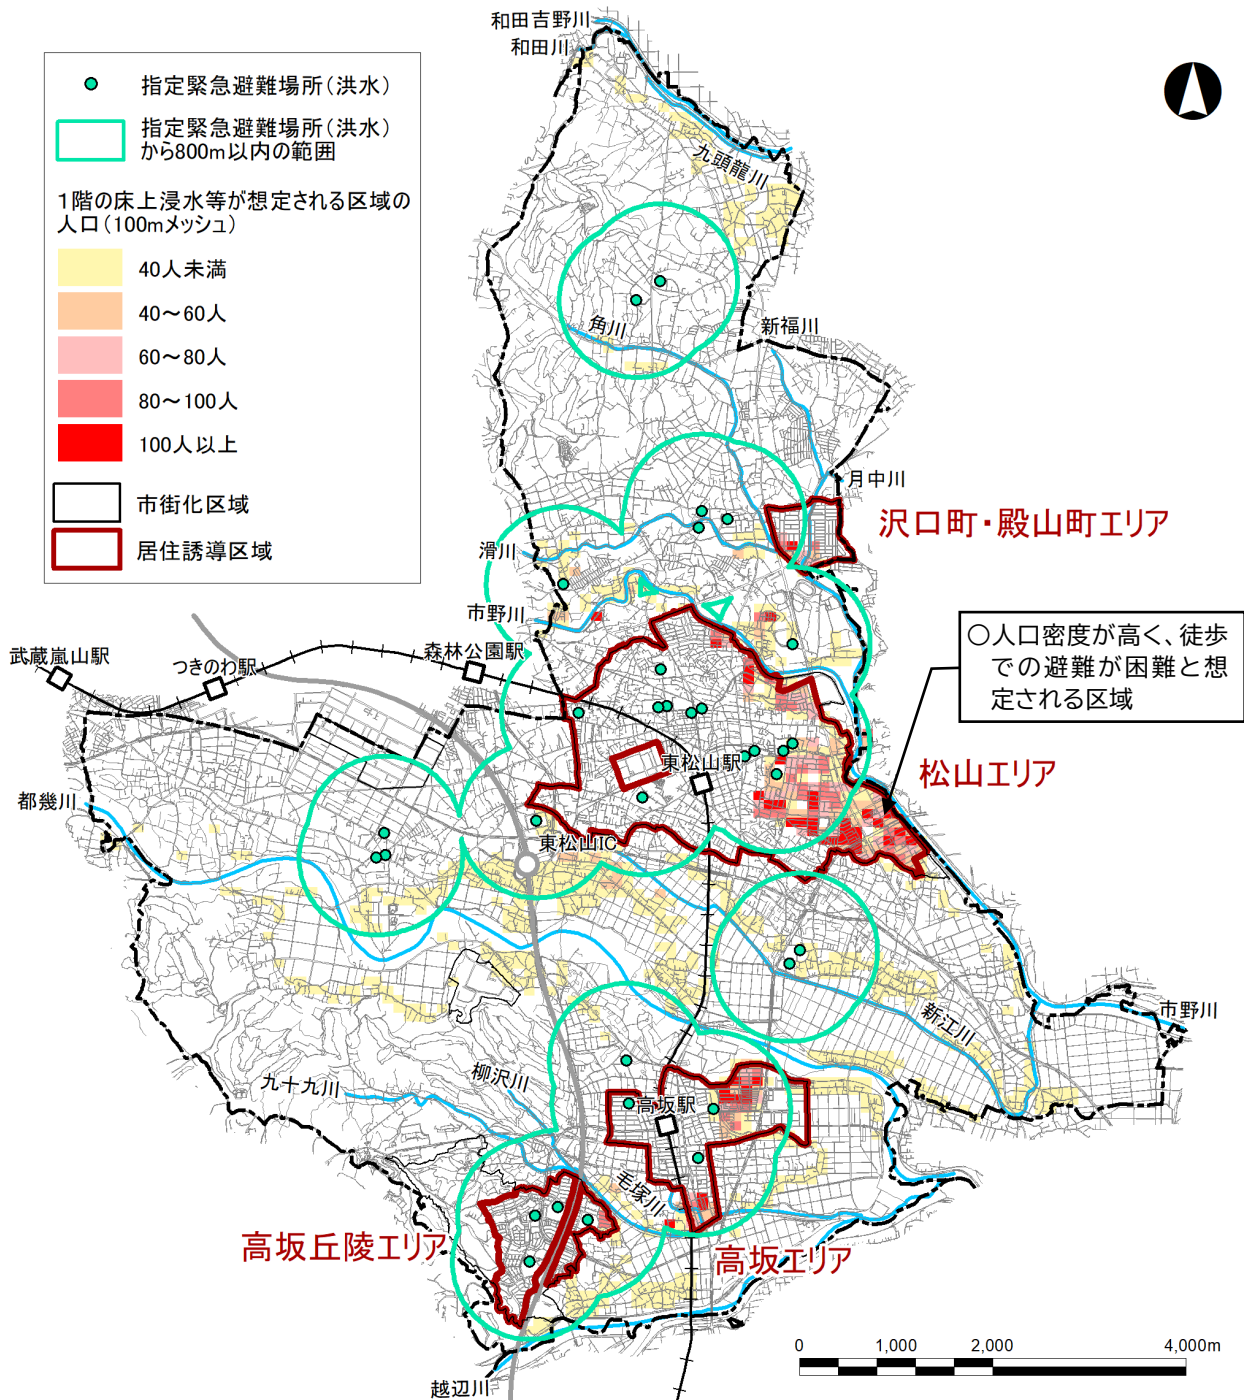 和田吉野川
和田川
指定緊急避難場所(洪水)
指定緊急避難場所(洪水)
から800m以内の範囲
1階の床上浸水等が想定される区域の
人口(100mメッシュ)
40人未満
40～60人
60～80人
80～100人
100人以上
市街化区域
居住誘導区域
九頭龍川
角川
新福川
月中川
沢口町・殿山町エリア
滑川
市野川
○人口密度が高く、徒歩
での避難が困難と想
定される区域
武蔵嵐山駅
つきのわ駅
森林公園駅
東松山駅
松山エリア
都幾川
東松山IC
新江川
市野川
九十九川
柳沢川
高坂駅
毛塚川
高坂丘陵エリア
高坂エリア
越辺川
0
1,000
2,000
4,000m